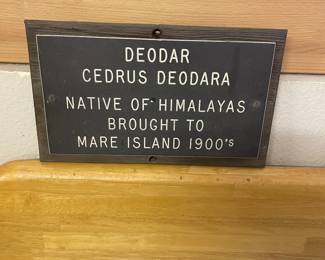 DEODAR
CEDRUS DEODARA
NATIVE OF HIMALAYAS
BROUGHT TO
MARE ISLAND 1900's